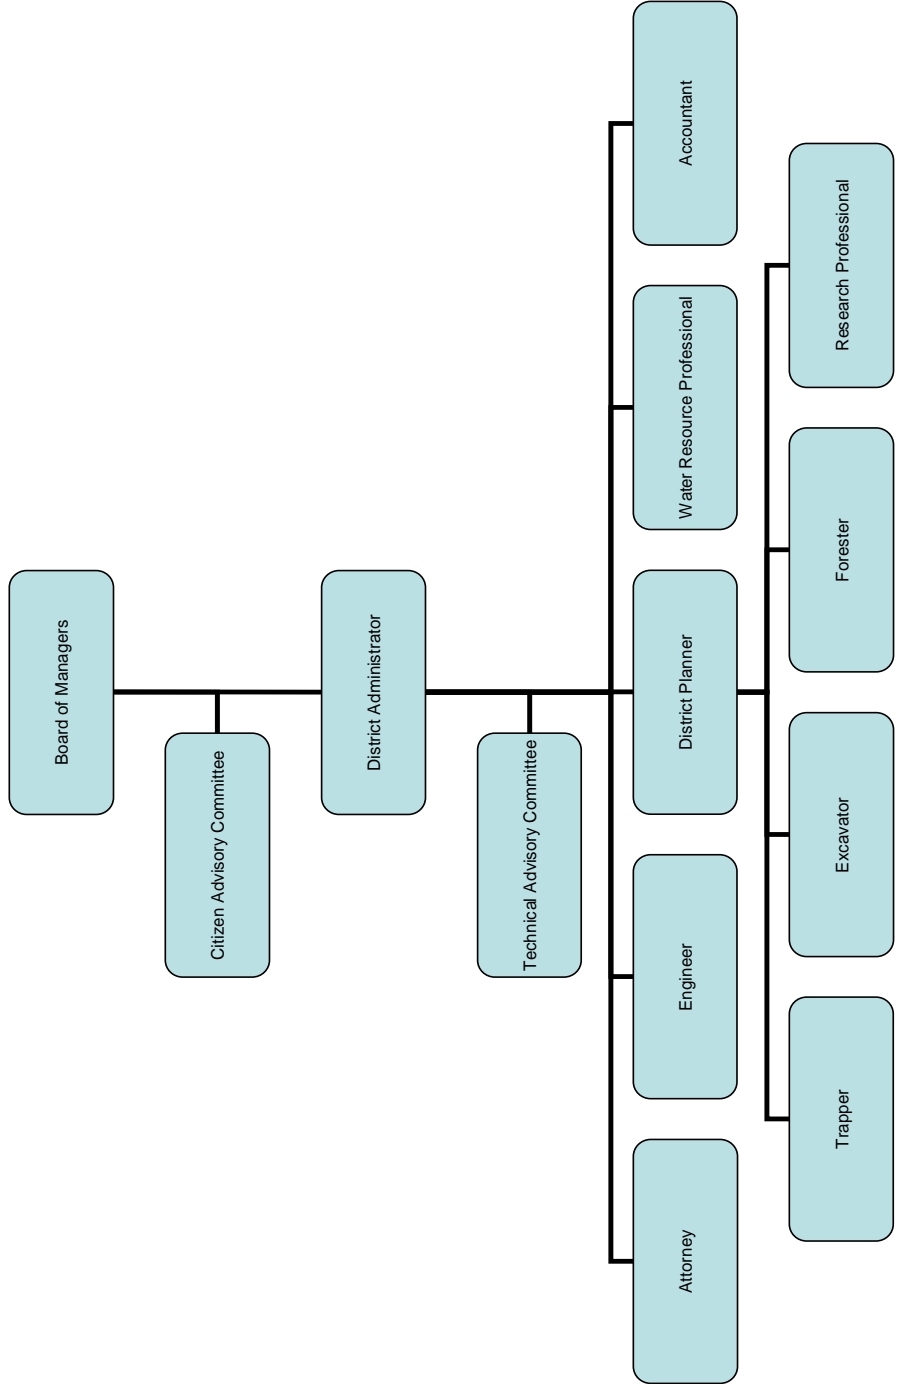 Board of Managers
Citizen Advisory Committee
District Administrator
Technical Advisory Committee
Attorney
Engineer
District Planner
Water Resource Professional
Accountant
Trapper
Excavator
Forester
Research Professional